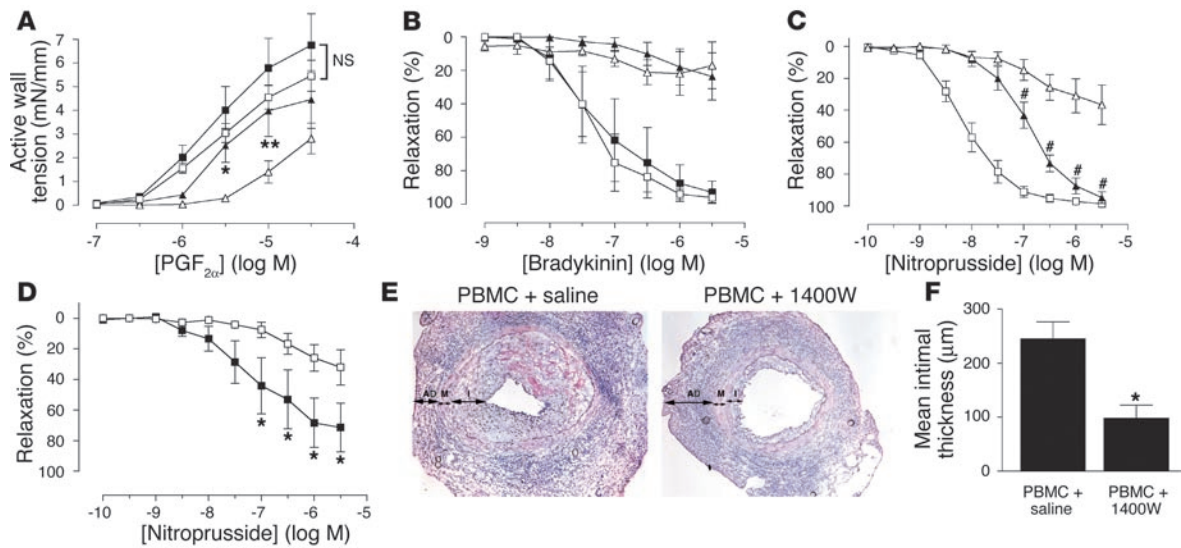 A
Active wall
tension (mN/mm)
7
6
5
4
3
2
1
0
NS
*
**
-7
-6
-5
-4
[PGF2α] (log M)
B
Relaxation (%)
0
20
40
60
80
100
-9
-8
-7
-6
-5
[Bradykinin] (log M)
C
Relaxation (%)
0
20
40
60
80
100
#
#
#
#
-10
-9
-8
-7
-6
-5
[Nitroprusside] (log M)
D
Relaxation (%)
0
20
40
60
80
100
*
*
*
*
-10
-9
-8
-7
-6
-5
[Nitroprusside] (log M)
E
PBMC + saline
AD M I
PBMC + 1400W
AD M I
F
Mean intimal
thickness (μm)
300
200
100
0
*
PBMC +
saline
PBMC +
1400W